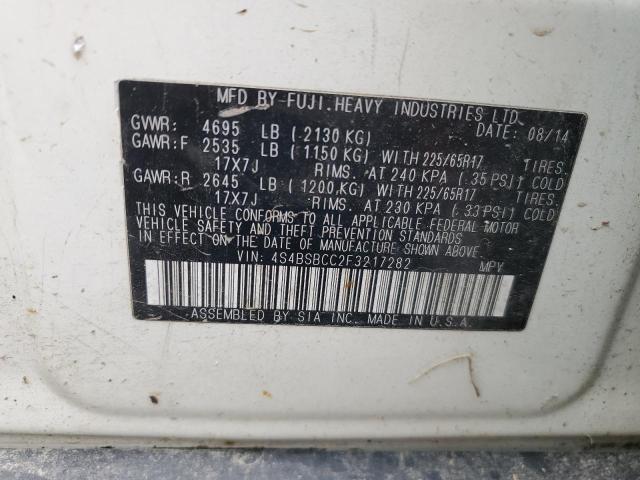 MFD BY FUJI.HEAVY INDUSTRIES LTD.
GVWR: 4695 LB ( 2130 KG) DATE: 08/14
GAWR:F 2535 LB ( 1150 KG) WITH 225/65R17 TIRES.
17X7J RIMS. AT 240 KPA ( 35 PSI) COLD
GAWR:R 2645 LB ( 1200 KG) WITH 225/65R17 TIRES.
17X7J RIMS. AT 230 KPA ( 33 PSI) COLD
THIS VEHICLE CONFORMS TO ALL APPLICABLE FEDERAL MOTOR
VEHICLE SAFETY AND THEFT PREVENTION STANDARDS
IN EFFECT ON THE DATE OF MANUFACTURE SHOWN ABOVE.
VIN: 4S4BSBCC2F3217282 MPV
ASSEMBLED BY SIA INC. MADE IN U.S.A.